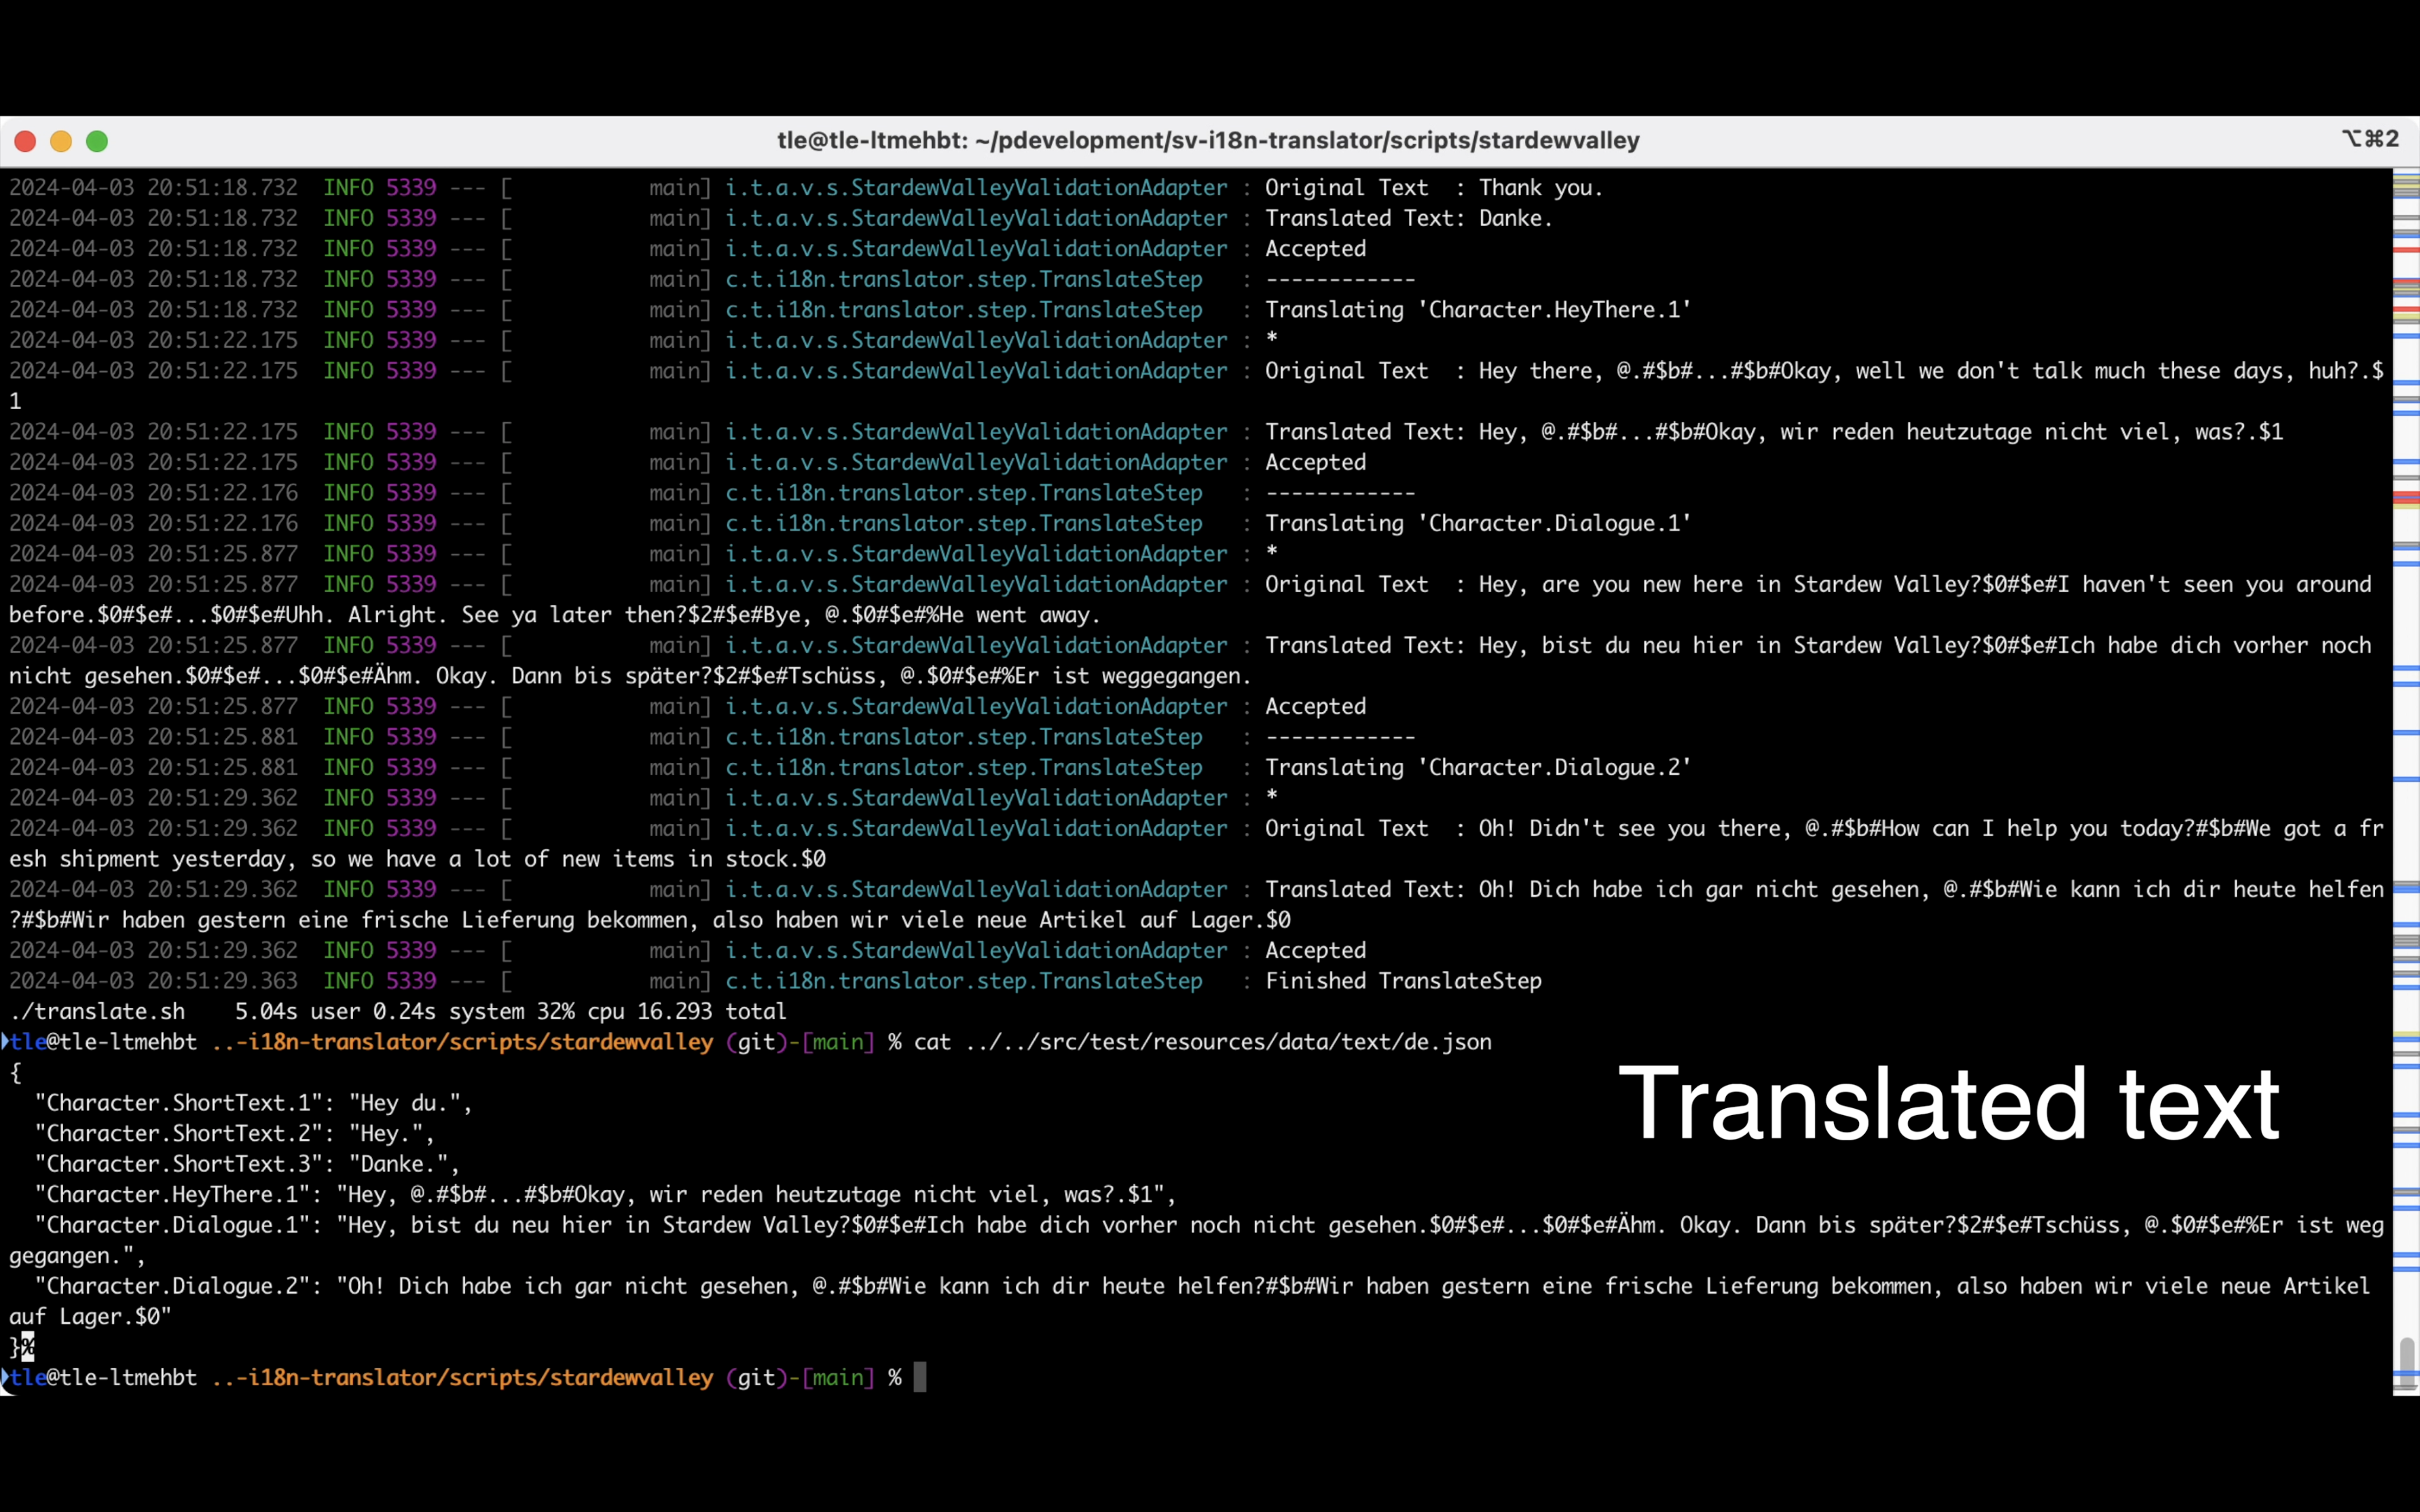 tle@tle-ltmehbt: ~/pdevelopment/sv-i18n-translator/scripts/stardewvalley
⌥⌘2
2024-04-03 20:51:18.732  INFO 5339 --- [           main] i.t.a.v.s.StardewValleyValidationAdapter : Original Text  : Thank you.
2024-04-03 20:51:18.732  INFO 5339 --- [           main] i.t.a.v.s.StardewValleyValidationAdapter : Translated Text: Danke.
2024-04-03 20:51:18.732  INFO 5339 --- [           main] i.t.a.v.s.StardewValleyValidationAdapter : Accepted
2024-04-03 20:51:18.732  INFO 5339 --- [           main] c.t.i18n.translator.step.TranslateStep   : ------------
2024-04-03 20:51:18.732  INFO 5339 --- [           main] c.t.i18n.translator.step.TranslateStep   : Translating 'Character.HeyThere.1'
2024-04-03 20:51:22.175  INFO 5339 --- [           main] i.t.a.v.s.StardewValleyValidationAdapter : *
2024-04-03 20:51:22.175  INFO 5339 --- [           main] i.t.a.v.s.StardewValleyValidationAdapter : Original Text  : Hey there, @.#$b#...#$b#Okay, well we don't talk much these days, huh?.$
1
2024-04-03 20:51:22.175  INFO 5339 --- [           main] i.t.a.v.s.StardewValleyValidationAdapter : Translated Text: Hey, @.#$b#...#$b#Okay, wir reden heutzutage nicht viel, was?.$1
2024-04-03 20:51:22.175  INFO 5339 --- [           main] i.t.a.v.s.StardewValleyValidationAdapter : Accepted
2024-04-03 20:51:22.176  INFO 5339 --- [           main] c.t.i18n.translator.step.TranslateStep   : ------------
2024-04-03 20:51:22.176  INFO 5339 --- [           main] c.t.i18n.translator.step.TranslateStep   : Translating 'Character.Dialogue.1'
2024-04-03 20:51:25.877  INFO 5339 --- [           main] i.t.a.v.s.StardewValleyValidationAdapter : *
2024-04-03 20:51:25.877  INFO 5339 --- [           main] i.t.a.v.s.StardewValleyValidationAdapter : Original Text  : Hey, are you new here in Stardew Valley?$0#$e#I haven't seen you around
before.$0#$e#...$0#$e#Uhh. Alright. See ya later then?$2#$e#Bye, @.$0#$e#%He went away.
2024-04-03 20:51:25.877  INFO 5339 --- [           main] i.t.a.v.s.StardewValleyValidationAdapter : Translated Text: Hey, bist du neu hier in Stardew Valley?$0#$e#Ich habe dich vorher noch
nicht gesehen.$0#$e#...$0#$e#Ähm. Okay. Dann bis später?$2#$e#Tschüss, @.$0#$e#%Er ist weggegangen.
2024-04-03 20:51:25.877  INFO 5339 --- [           main] i.t.a.v.s.StardewValleyValidationAdapter : Accepted
2024-04-03 20:51:25.881  INFO 5339 --- [           main] c.t.i18n.translator.step.TranslateStep   : ------------
2024-04-03 20:51:25.881  INFO 5339 --- [           main] c.t.i18n.translator.step.TranslateStep   : Translating 'Character.Dialogue.2'
2024-04-03 20:51:29.362  INFO 5339 --- [           main] i.t.a.v.s.StardewValleyValidationAdapter : *
2024-04-03 20:51:29.362  INFO 5339 --- [           main] i.t.a.v.s.StardewValleyValidationAdapter : Original Text  : Oh! Didn't see you there, @.#$b#How can I help you today?#$b#We got a fr
esh shipment yesterday, so we have a lot of new items in stock.$0
2024-04-03 20:51:29.362  INFO 5339 --- [           main] i.t.a.v.s.StardewValleyValidationAdapter : Translated Text: Oh! Dich habe ich gar nicht gesehen, @.#$b#Wie kann ich dir heute helfen
?#$b#Wir haben gestern eine frische Lieferung bekommen, also haben wir viele neue Artikel auf Lager.$0
2024-04-03 20:51:29.362  INFO 5339 --- [           main] i.t.a.v.s.StardewValleyValidationAdapter : Accepted
2024-04-03 20:51:29.363  INFO 5339 --- [           main] c.t.i18n.translator.step.TranslateStep   : Finished TranslateStep
./translate.sh    5.04s user 0.24s system 32% cpu 16.293 total
tle@tle-ltmehbt ..-i18n-translator/scripts/stardewvalley (git)-[main] % cat ../../src/test/resources/data/text/de.json
{
Translated text
  "Character.ShortText.1": "Hey du.",
  "Character.ShortText.2": "Hey.",
  "Character.ShortText.3": "Danke.",
  "Character.HeyThere.1": "Hey, @.#$b#...#$b#Okay, wir reden heutzutage nicht viel, was?.$1",
  "Character.Dialogue.1": "Hey, bist du neu hier in Stardew Valley?$0#$e#Ich habe dich vorher noch nicht gesehen.$0#$e#...$0#$e#Ähm. Okay. Dann bis später?$2#$e#Tschüss, @.$0#$e#%Er ist weg
gegangen.",
  "Character.Dialogue.2": "Oh! Dich habe ich gar nicht gesehen, @.#$b#Wie kann ich dir heute helfen?#$b#Wir haben gestern eine frische Lieferung bekommen, also haben wir viele neue Artikel
auf Lager.$0"
}%
tle@tle-ltmehbt ..-i18n-translator/scripts/stardewvalley (git)-[main] %